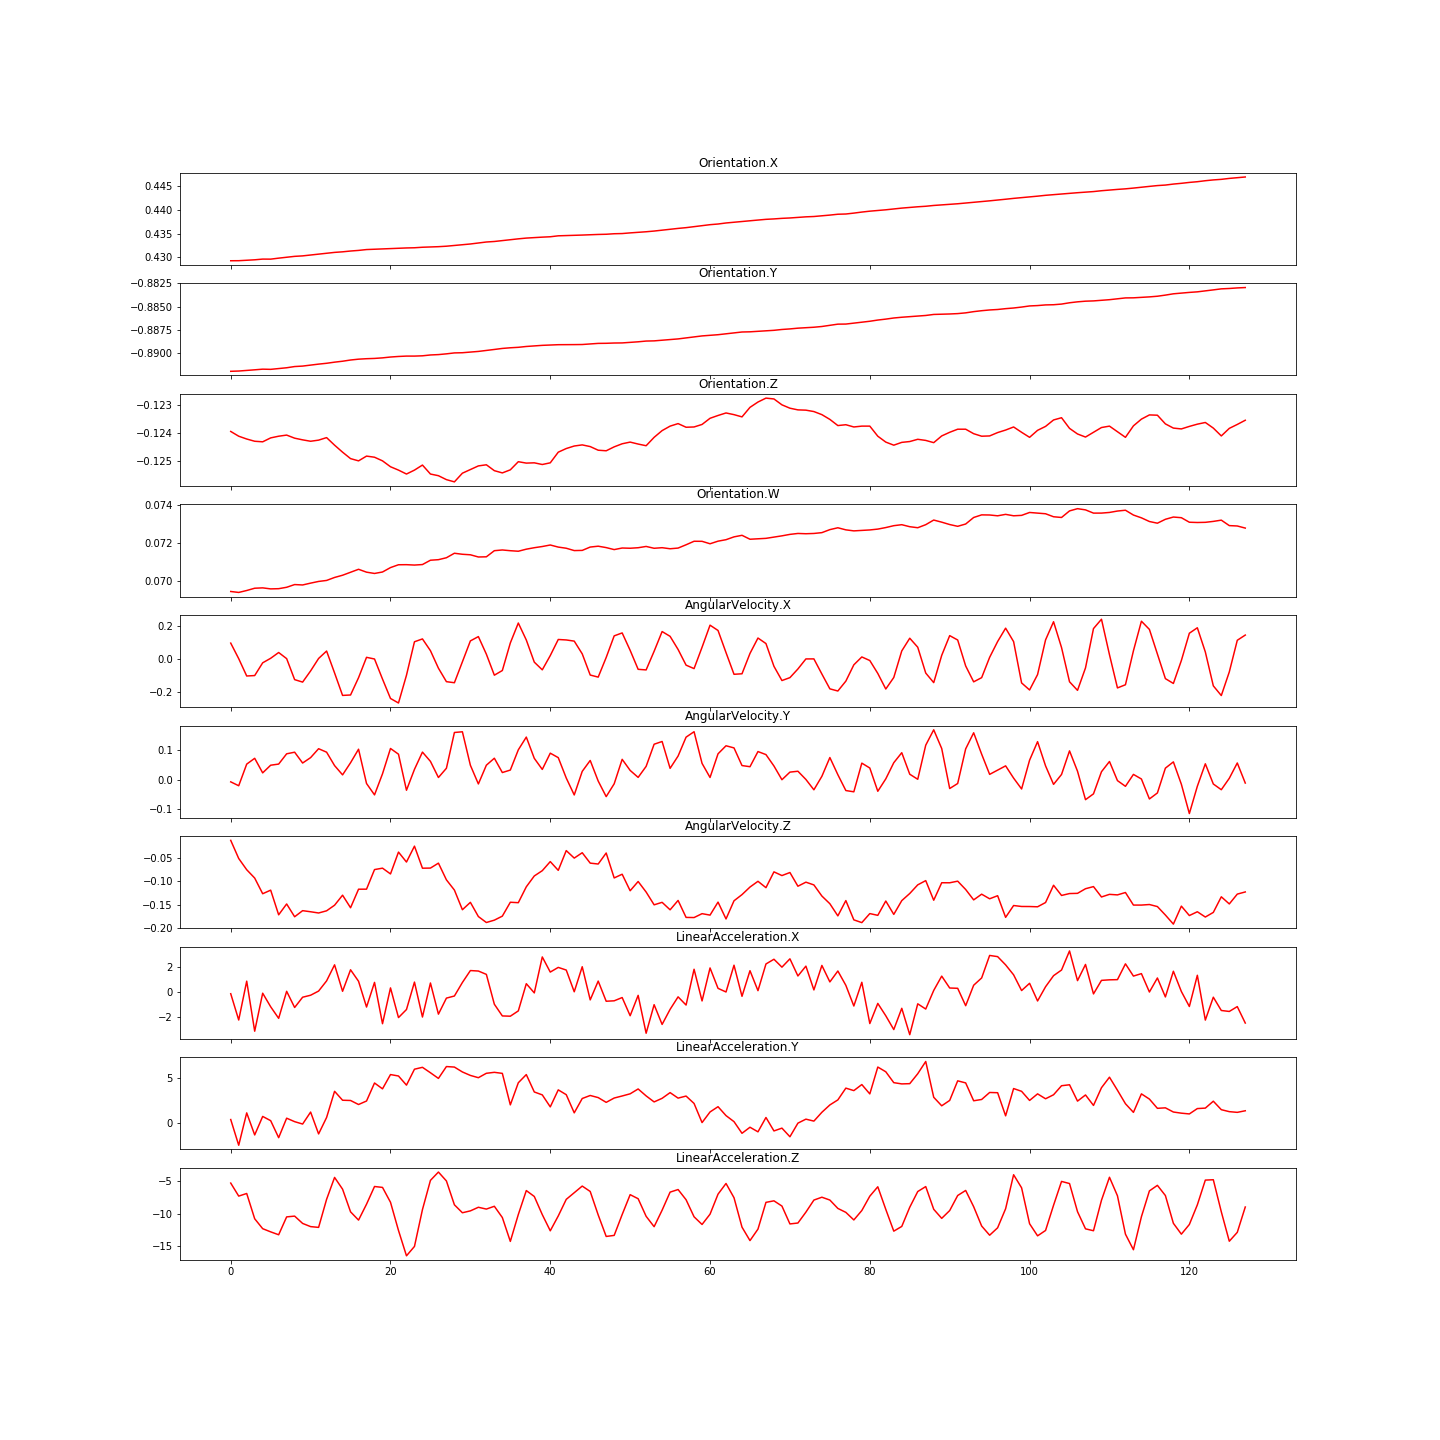 Orientation.X
0.445
0.440
0.435
0.430
Orientation.Y
−0.8825
−0.8850
−0.8875
−0.8900
Orientation.Z
−0.123
−0.124
−0.125
Orientation.W
0.074
0.072
0.070
AngularVelocity.X
0.2
0.0
−0.2
AngularVelocity.Y
0.1
0.0
−0.1
AngularVelocity.Z
−0.05
−0.10
−0.15
−0.20
LinearAcceleration.X
2
0
−2
LinearAcceleration.Y
5
0
LinearAcceleration.Z
−5
−10
−15
0 20 40 60 80 100 120